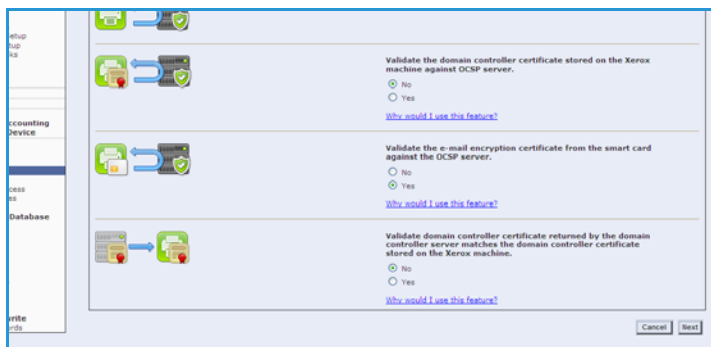 etup
tup
ks
Validate the domain controller certificate stored on the Xerox
machine against OCSP server.
No
Yes
Why would I use this feature?
ccounting
Device
Validate the e-mail encryption certificate from the smart card
against the OCSP server.
No
Yes
Why would I use this feature?
cess
es
Database
Validate domain controller certificate returned by the domain
controller server matches the domain controller certificate
stored on the Xerox machine.
No
Yes
Why would I use this feature?
write
ords
Cancel
Next